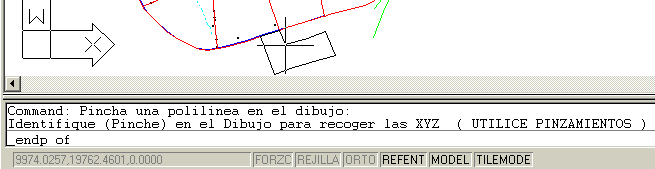 W
X
Command: Pincha una polilinea en el dibujo:
Identifique (Pinche) en el Dibujo para recoger las XYZ  ( UTILICE PINZAMIENTOS )
_endp of
9974.0257,19762.4601,0.0000 FORZC REJILLA ORTO REFENT MODEL TILEMODE